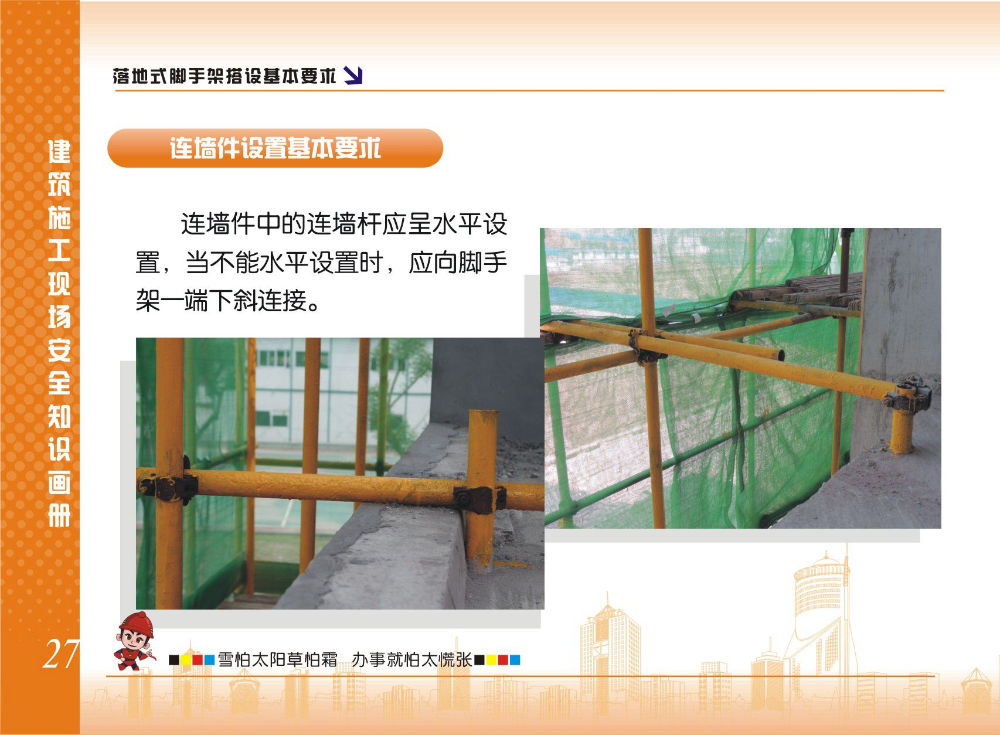 落地式脚手架搭设基本要求
连墙件设置基本要求
连墙件中的连墙杆应呈水平设
置，当不能水平设置时，应向脚手
架一端下斜连接。
建筑施工现场安全知识画册
27
雪怕太阳草怕霜 办事就怕太慌张